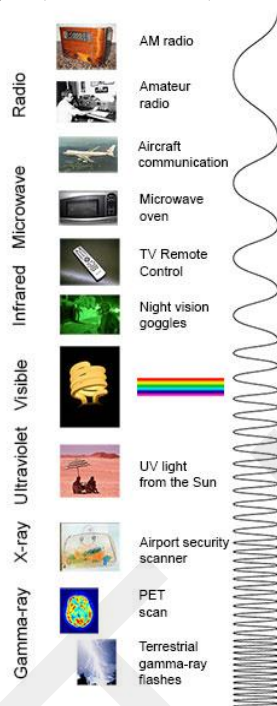 Radio
AM radio
Amateur
radio
Aircraft
communication
Microwave
Microwave
oven
Infrared
TV Remote
Control
Night vision
goggles
Visible
Ultraviolet
UV light
from the Sun
X-ray
Airport security
scanner
Gamma-ray
PET
scan
Terrestrial
gamma-ray
flashes